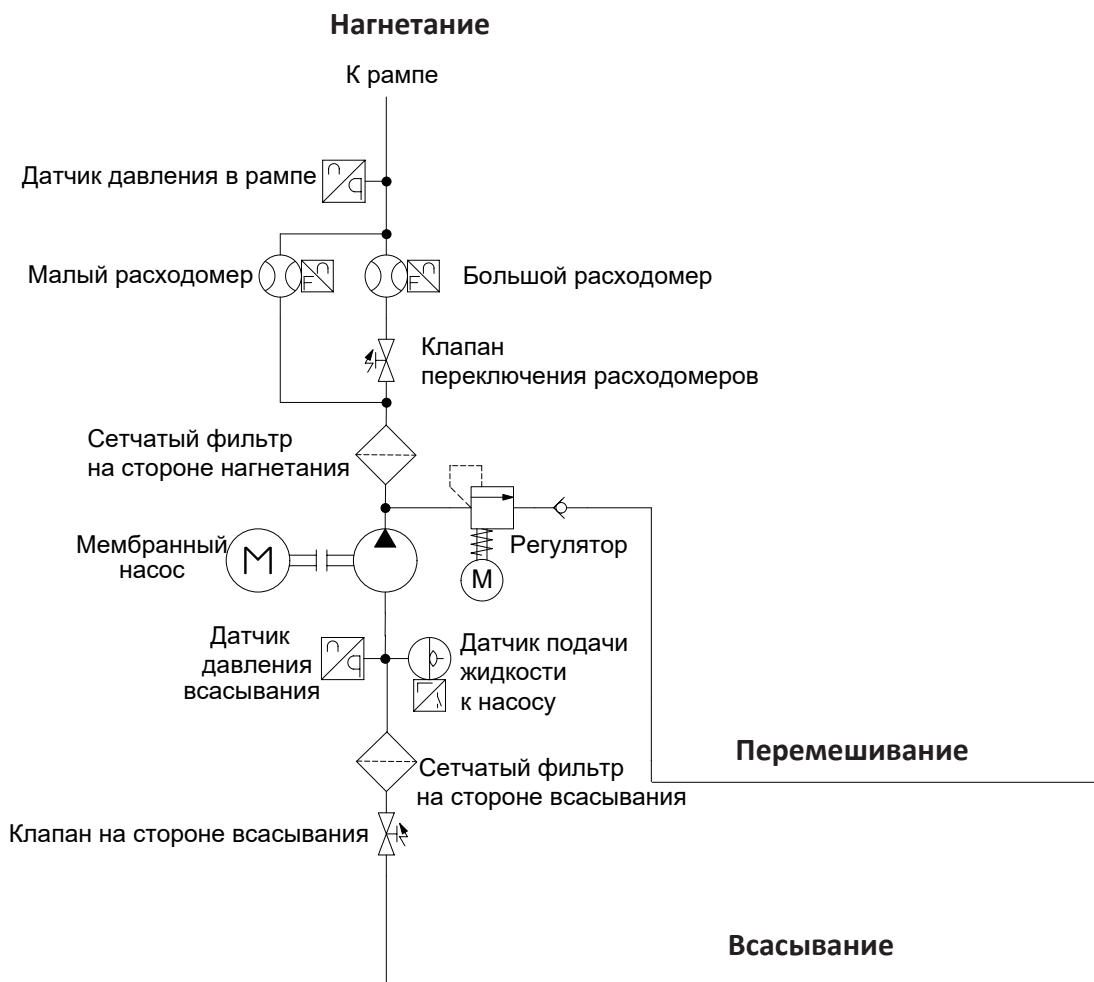 Нагнетание
К рампе
Датчик давления в рампе
Малый расходомер
Большой расходомер
Клапан
переключения расходомеров
Сетчатый фильтр
на стороне нагнетания
Мембранный
насос
M
Регулятор
M
Датчик
давления
всасывания
Датчик подачи
жидкости
к насосу
Перемешивание
Сетчатый фильтр
на стороне всасывания
Клапан на стороне всасывания
Всасывание